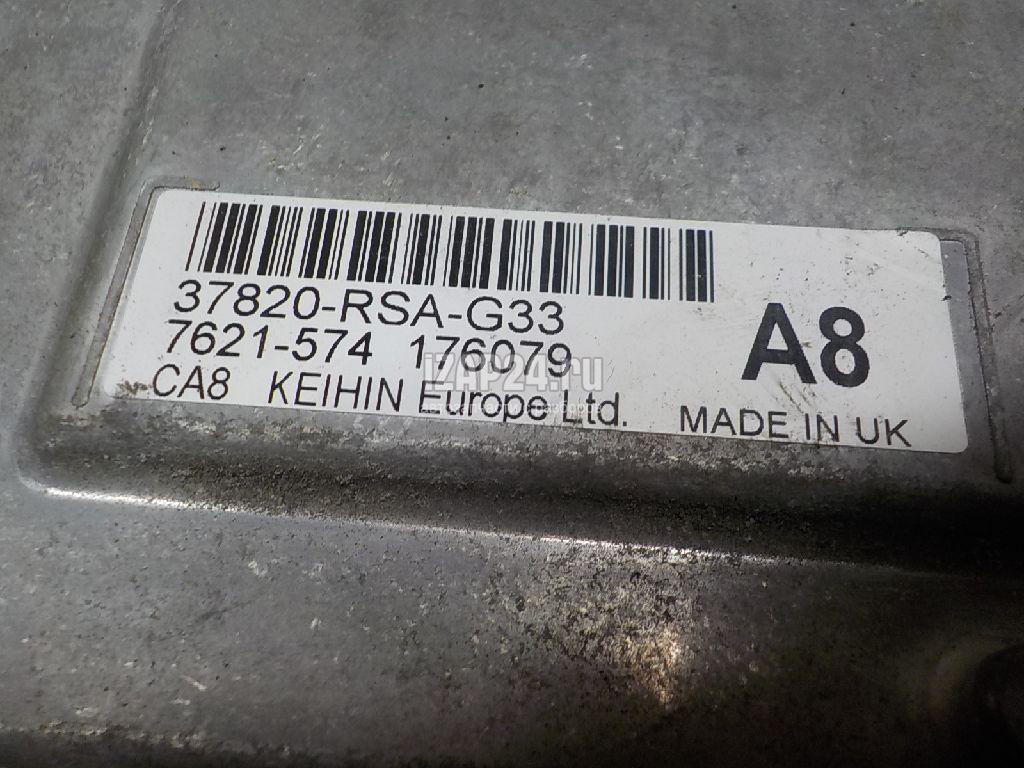 37820-RSA-G33
7621-574 176079
CA8 KEIHIN Europe Ltd. MADE IN UK
A8
iZAP24.ru